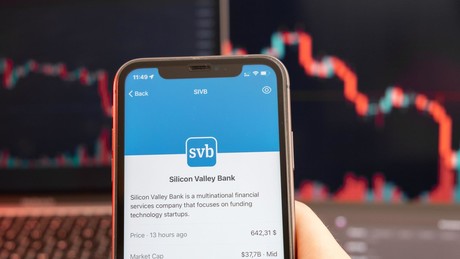 11:49
Back
SIVB
svb
Silicon Valley Bank
Silicon Valley Bank is a multinational financial
services company that focuses on funding
technology startups.
Price · 13 hours ago 642,31 $
Market Cap $37,7B · Mid